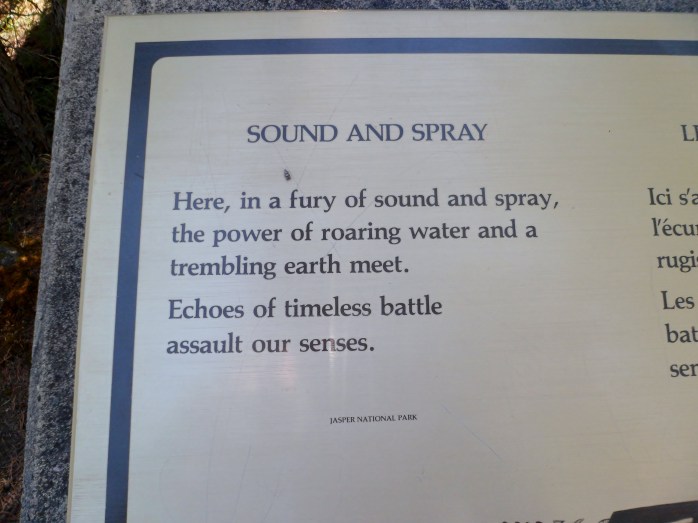 SOUND AND SPRAY
Here, in a fury of sound and spray,
the power of roaring water and a
trembling earth meet.
Echoes of timeless battle
assault our senses.
JASPER NATIONAL PARK
Ici s'a
l'écu
rugi
Les
bat
sen